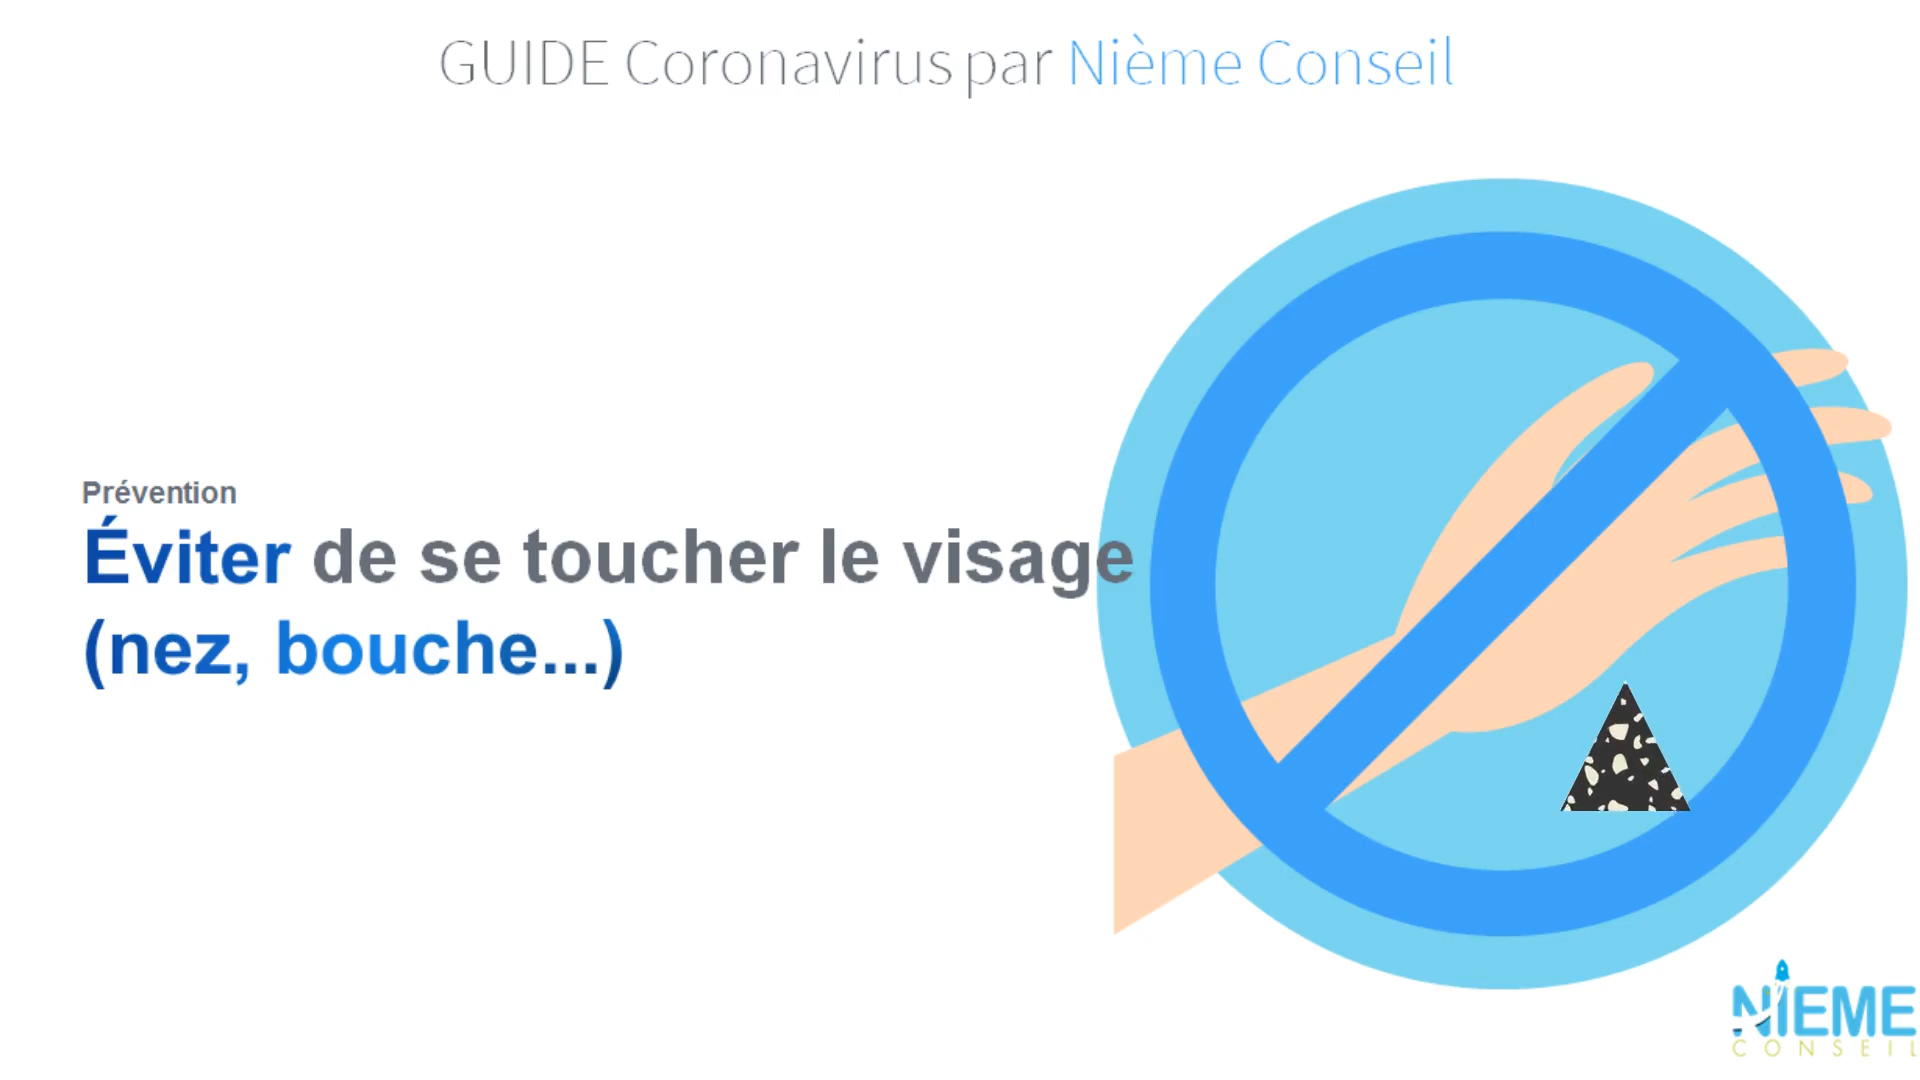 GUIDE Coronavirus par Nième Conseil
Prévention
Éviter de se toucher le visage
(nez, bouche...)
NIEME
CONSEIL